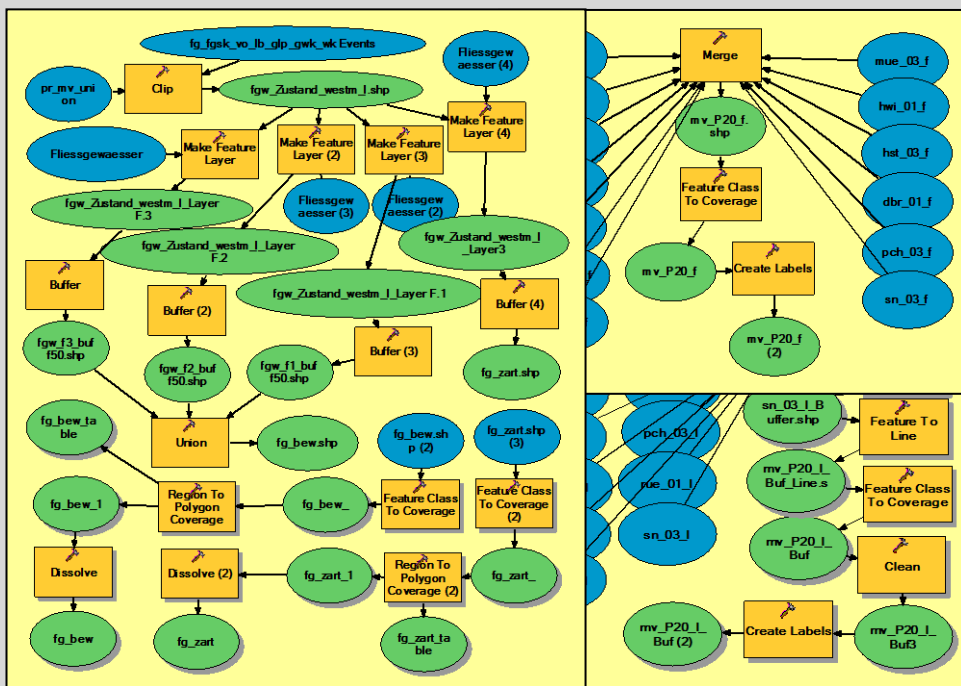 fg_fgsk_vo_lb_glp_gwk_wk Events
Fliessgew
aesser (4)
pr_mv_uni
on
Clip
fgw_Zustand_westm_l.shp
Make Feature
Layer (4)
Fliessgewaesser
Make Feature
Layer
Make Feature
Layer (2)
Make Feature
Layer (3)
Fliessgew
aesser (3)
Fliessgew
aesser (2)
fgw_Zustand_westm_l_Layer
F.3
fgw_Zustand_westm_l_Layer
F.2
fgw_Zustand_westm_l
_Layer3
fgw_Zustand_westm_l_Layer F.1
Buffer
Buffer (2)
Buffer (4)
Buffer (3)
fgw_f3_buf
f50.shp
fgw_f2_buf
f50.shp
fgw_f1_buf
f50.shp
fg_zart.shp
fg_bew_ta
ble
Union
fg_bew.shp
fg_bew.sh
p (2)
fg_zart.shp
(3)
fg_bew_1
Region To
Polygon
Coverage
fg_bew_
Feature Class
To Coverage
Feature Class
To Coverage
(2)
Dissolve
Dissolve (2)
fg_zart_1
Region To
Polygon
Coverage (2)
fg_zart_
fg_bew
fg_zart
fg_zart_ta
ble
Merge
mue_03_f
hwi_01_f
mv_P20_f.
shp
hst_03_f
Feature Class
To Coverage
dbr_01_f
pch_03_f
mv_P20_f
Create Labels
sn_03_f
mv_P20_f
(2)
pch_03_l
sn_03_l_B
uffer.shp
Feature To
Line
rue_01_l
mv_P20_l_
Buf_Line.s
Feature Class
To Coverage
sn_03_l
mv_P20_l_
Buf
Clean
mv_P20_l_
Buf (2)
Create Labels
mv_P20_l_
Buf3